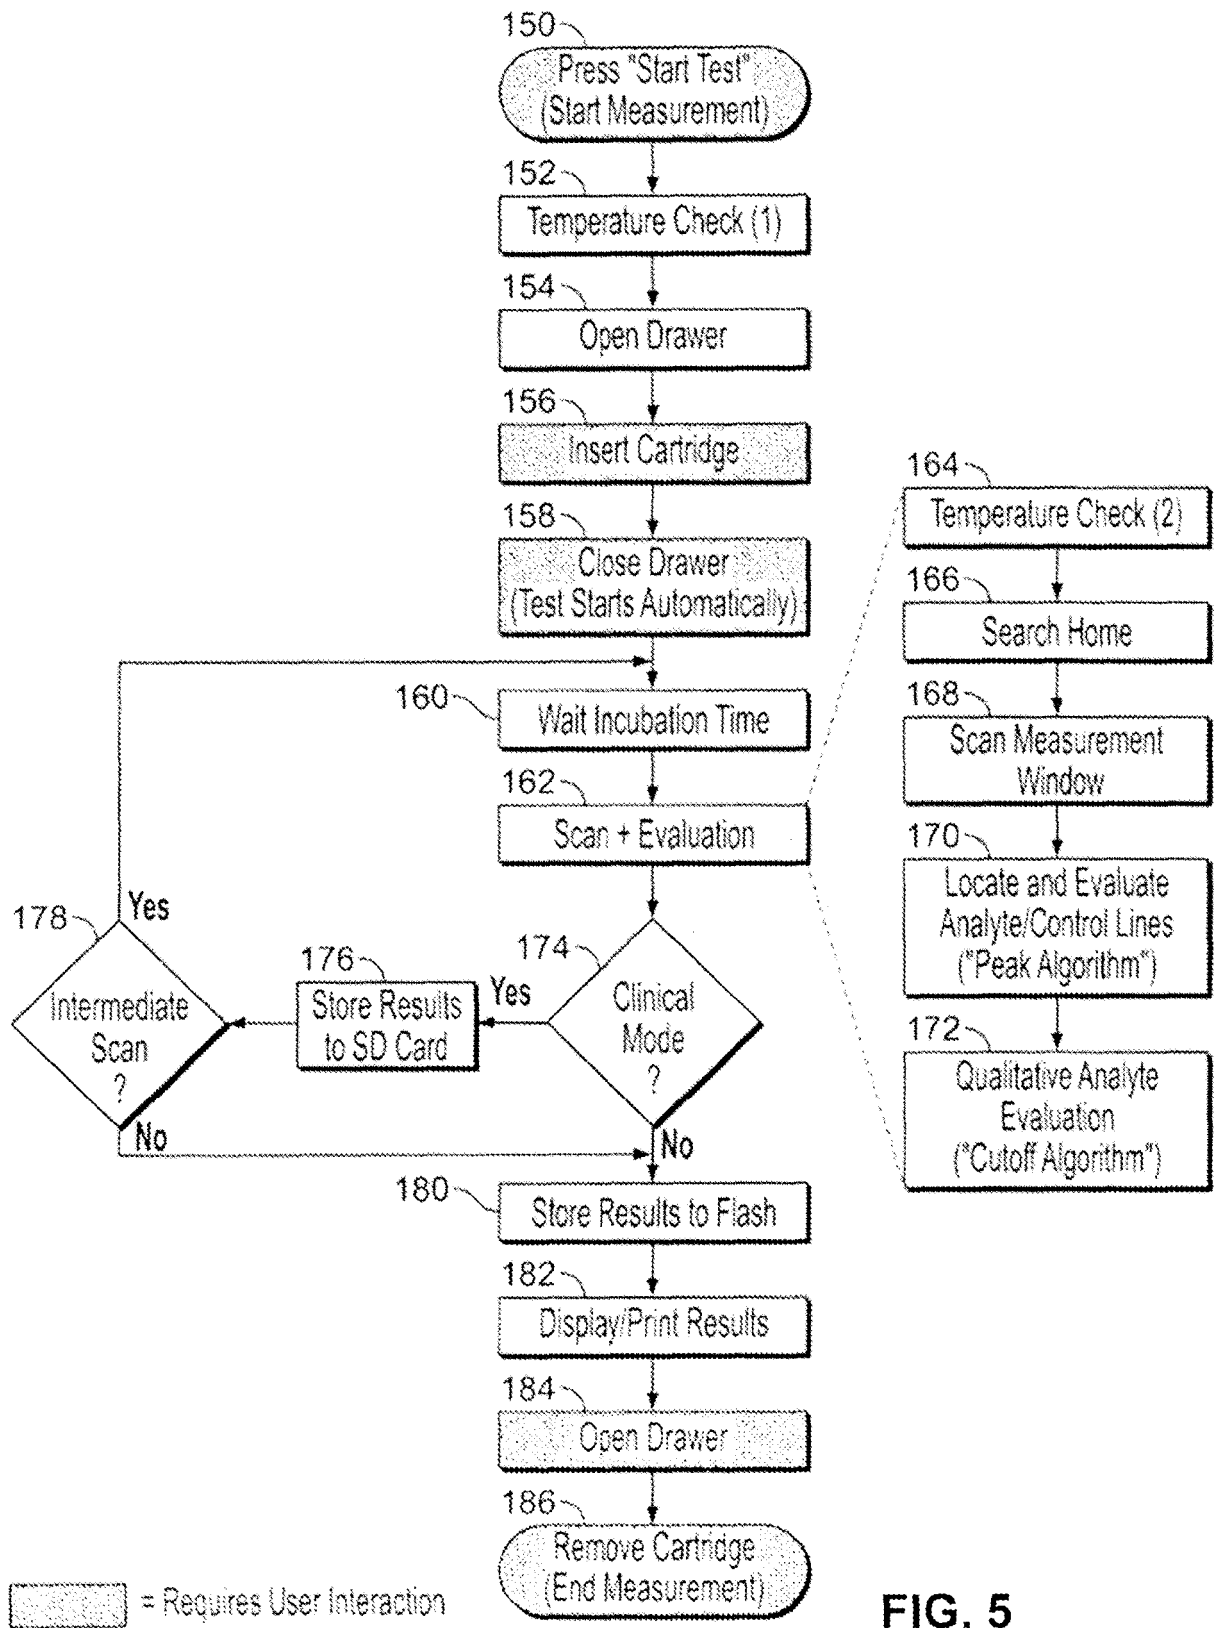 150
Press "Start Test"
(Start Measurement)
152
Temperature Check (1)
154
Open Drawer
156
Insert Cartridge
158
Close Drawer
(Test Starts Automatically)
160
Wait Incubation Time
162
Scan + Evaluation
164
Temperature Check (2)
166
Search Home
168
Scan Measurement
Window
170
Locate and Evaluate
Analyte/Control Lines
("Peak Algorithm")
172
Qualitative Analyte
Evaluation
("Cutoff Algorithm")
174
Clinical
Mode
?
Yes
No
176
Store Results
to SD Card
178
Intermediate
Scan
?
Yes
No
180
Store Results to Flash
182
Display/Print Results
184
Open Drawer
186
Remove Cartridge
(End Measurement)
= Requires User Interaction
FIG. 5